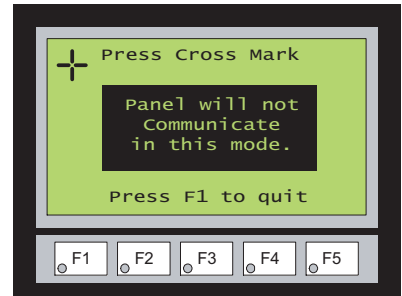 Press Cross Mark
Panel will not
Communicate
in this mode.
Press F1 to quit
F1 F2 F3 F4 F5